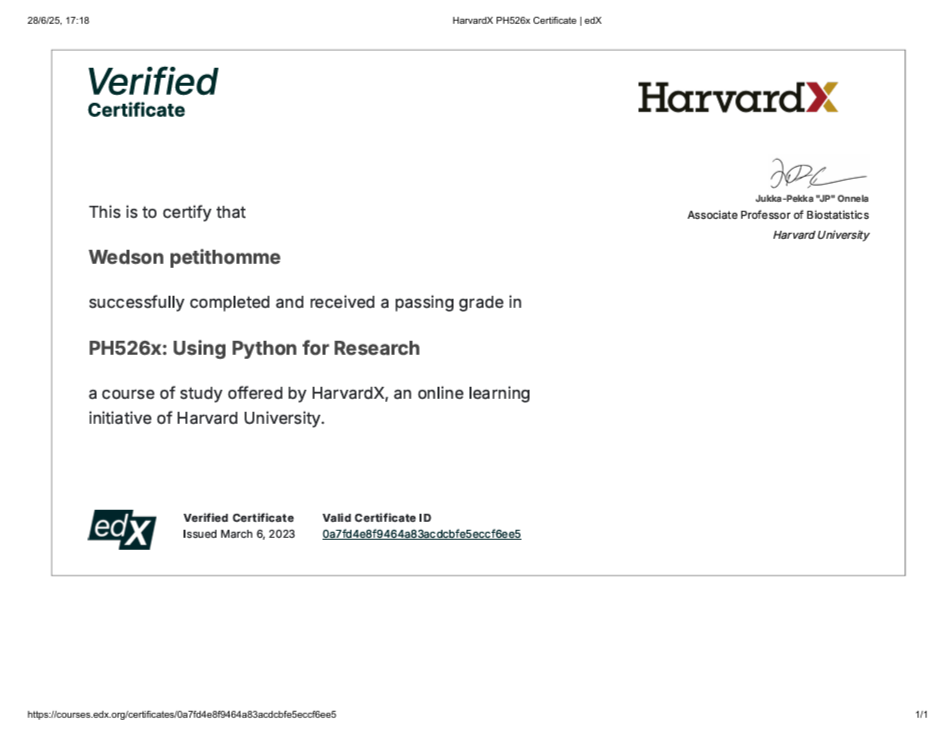 28/6/25, 17:18
HarvardX PH526x Certificate | edX
Verified
Certificate
HarvardX
Jukka-Pekka "JP" Onnela
Associate Professor of Biostatistics
Harvard University
This is to certify that
Wedson petithomme
successfully completed and received a passing grade in
PH526x: Using Python for Research
a course of study offered by HarvardX, an online learning
initiative of Harvard University.
edX
Verified Certificate
Issued March 6, 2023
Valid Certificate ID
0a7fd4e8f9464a83acdcbfe5eccf6ee5
https://courses.edx.org/certificates/0a7fd4e8f9464a83acdcbfe5eccf6ee5
1/1